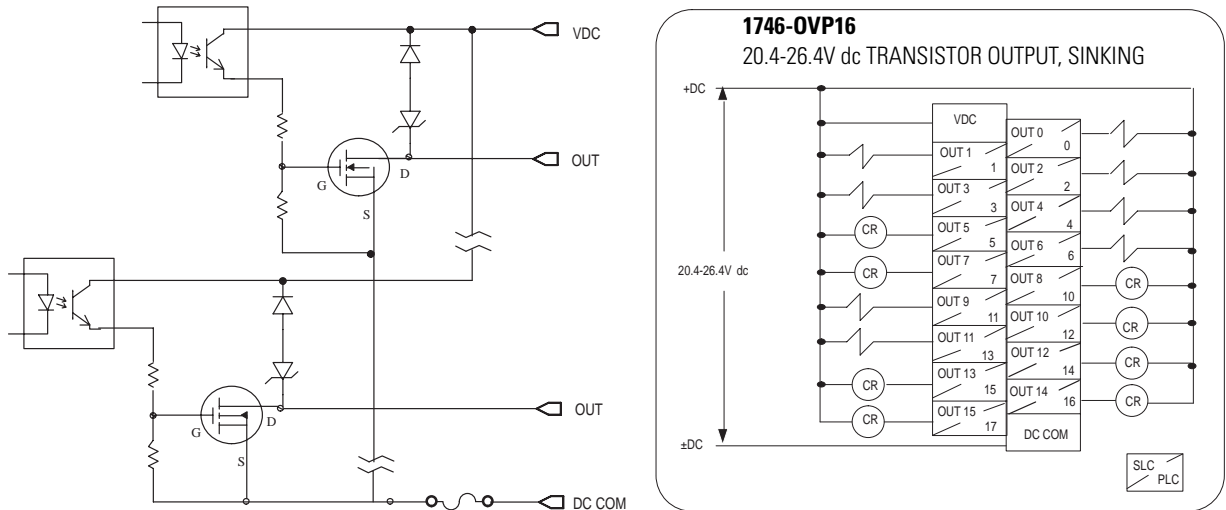 VDC
OUT
G
D
S
OUT
G
D
S
DC COM
1746-OVP16
20.4-26.4V dc TRANSISTOR OUTPUT, SINKING
+DC
20.4-26.4V dc
±DC
VDC
OUT 0
0
OUT 1
1
OUT 2
2
OUT 3
3
OUT 4
4
CR
OUT 5
5
OUT 6
6
CR
OUT 7
7
OUT 8
10
CR
OUT 9
11
OUT 10
12
CR
OUT 11
13
OUT 12
14
CR
CR
OUT 13
15
OUT 14
16
CR
CR
OUT 15
17
DC COM
SLC
PLC